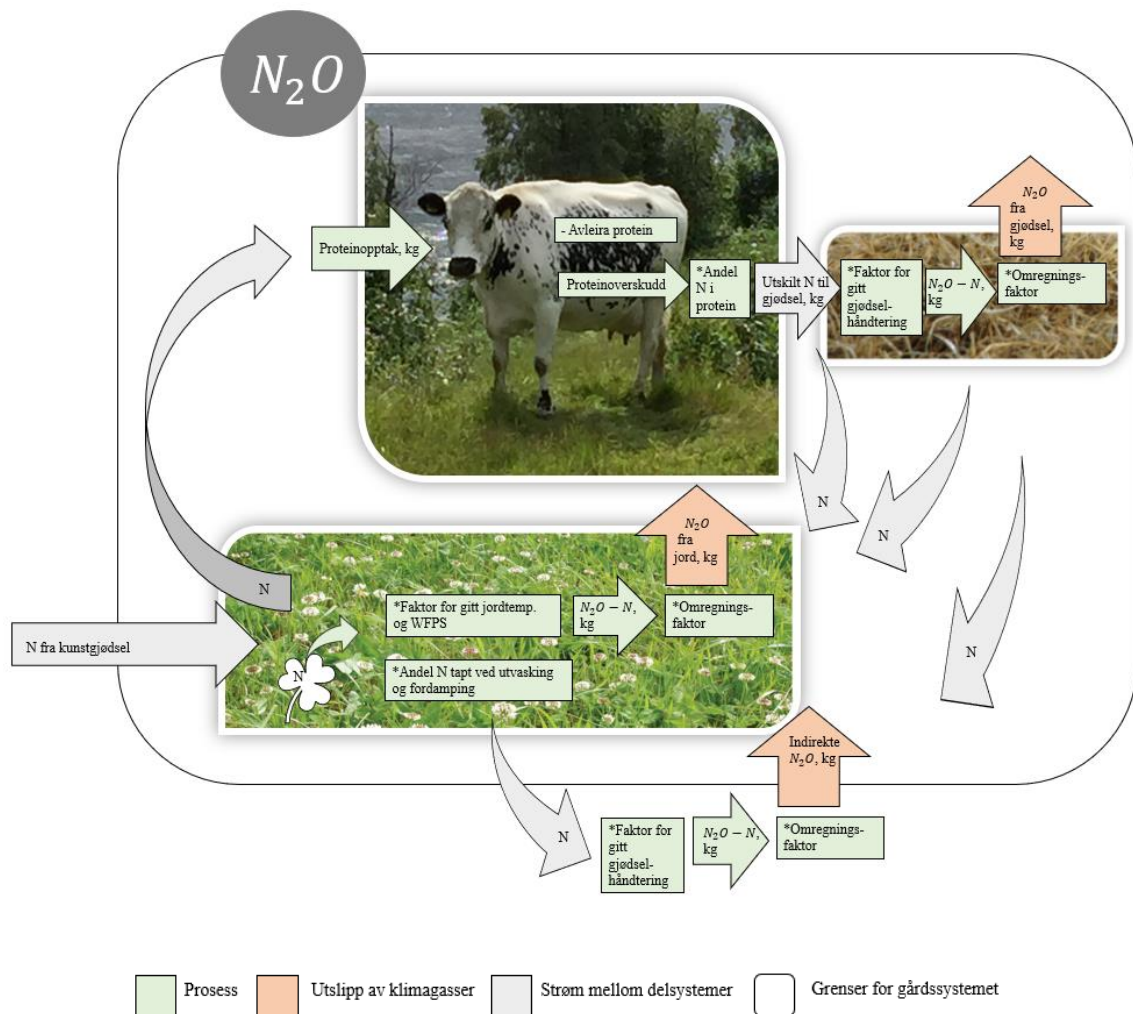 N₂O
Proteinopptak, kg
- Avleira protein
Proteinoverskudd
*Andel
N i
protein
Utskilt N til
gjødsel, kg
*Faktor for
gitt
gjødsel-
håndtering
N₂O − N,
kg
*Omregnings-
faktor
N₂O
fra
gjødsel,
kg
N
N
N
N
N fra kunstgjødsel
N
*Faktor for gitt jordtemp.
og WFPS
N₂O − N,
kg
*Omregnings-
faktor
N₂O
fra
jord, kg
*Andel N tapt ved utvasking
og fordamping
N
*Faktor for
gitt
gjødsel-
håndtering
N₂O − N,
kg
*Omregnings-
faktor
Indirekte
N₂O, kg
Prosess
Utslipp av klimagasser
Strøm mellom delsystemer
Grenser for gårdssystemet